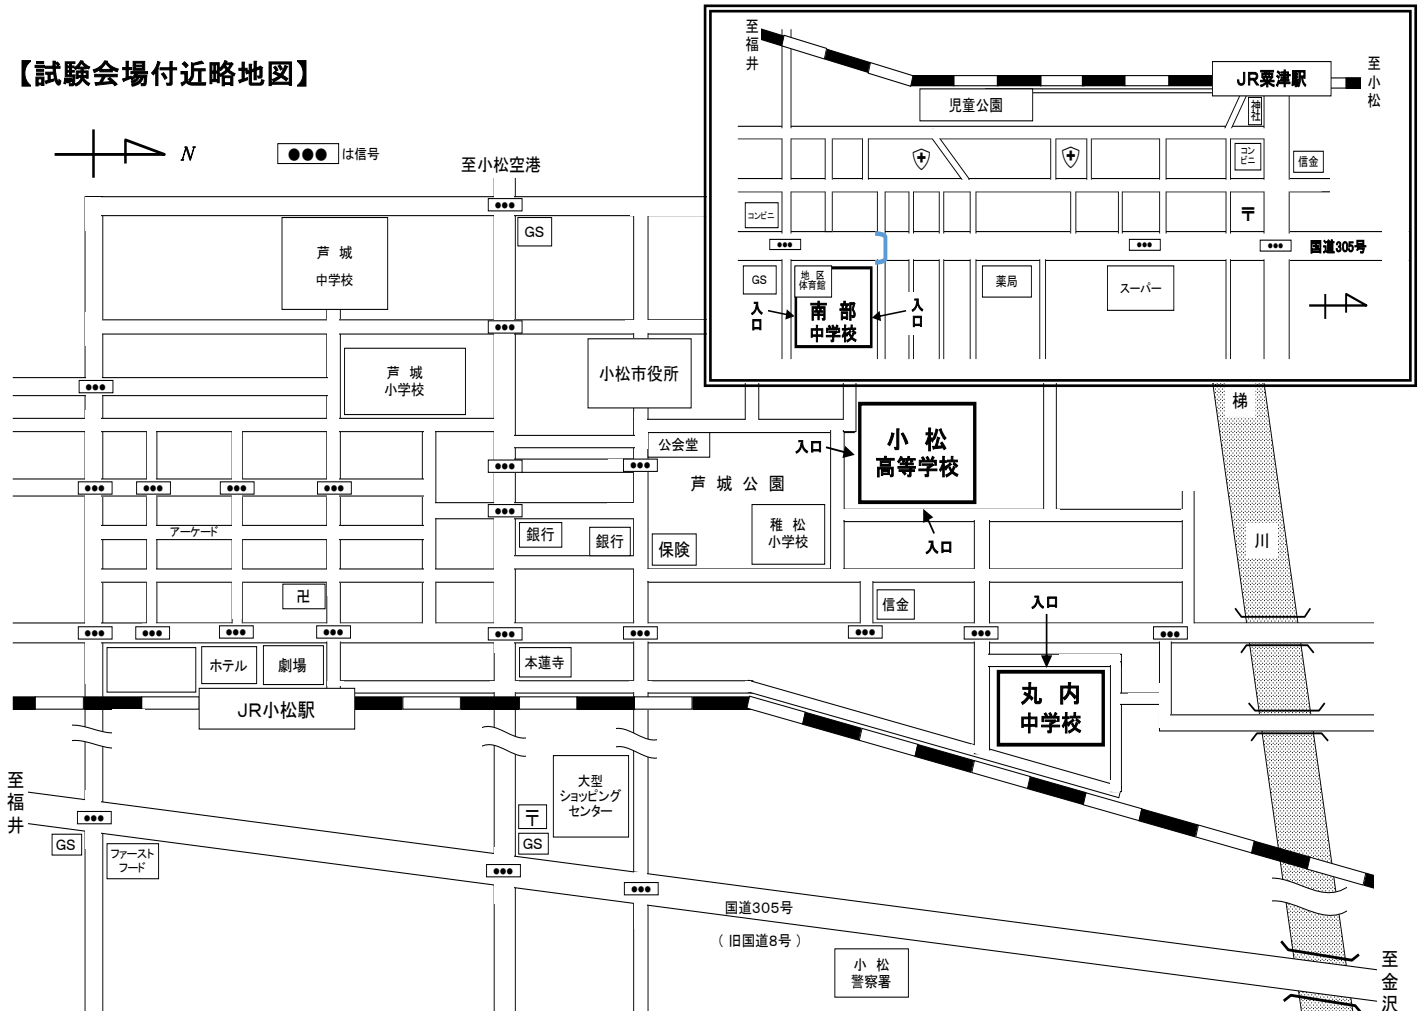 【試験会場付近略地図】
N
●●●は信号
至小松空港
GS
芦 城
中学校
芦 城
小学校
小松市役所
公会堂
芦 城 公 園
入口
小 松
高等学校
入口
稚 松
小学校
銀行
銀行
保険
アーケード
卍
信金
入口
ホテル
劇場
本蓮寺
JR小松駅
丸 内
中学校
梯
川
大型
ショッピング
センター
〒
GS
至
福
井
GS
ファースト
フード
国道305号
（ 旧国道8号 ）
小 松
警察署
至
金
沢
至
福
井
JR粟津駅
至
小
松
児童公園
神
社
コン
ビニ
信金
コンビニ
〒
国道305号
GS
地 区
体育館
南 部
中学校
入
口
入
口
薬局
スーパー